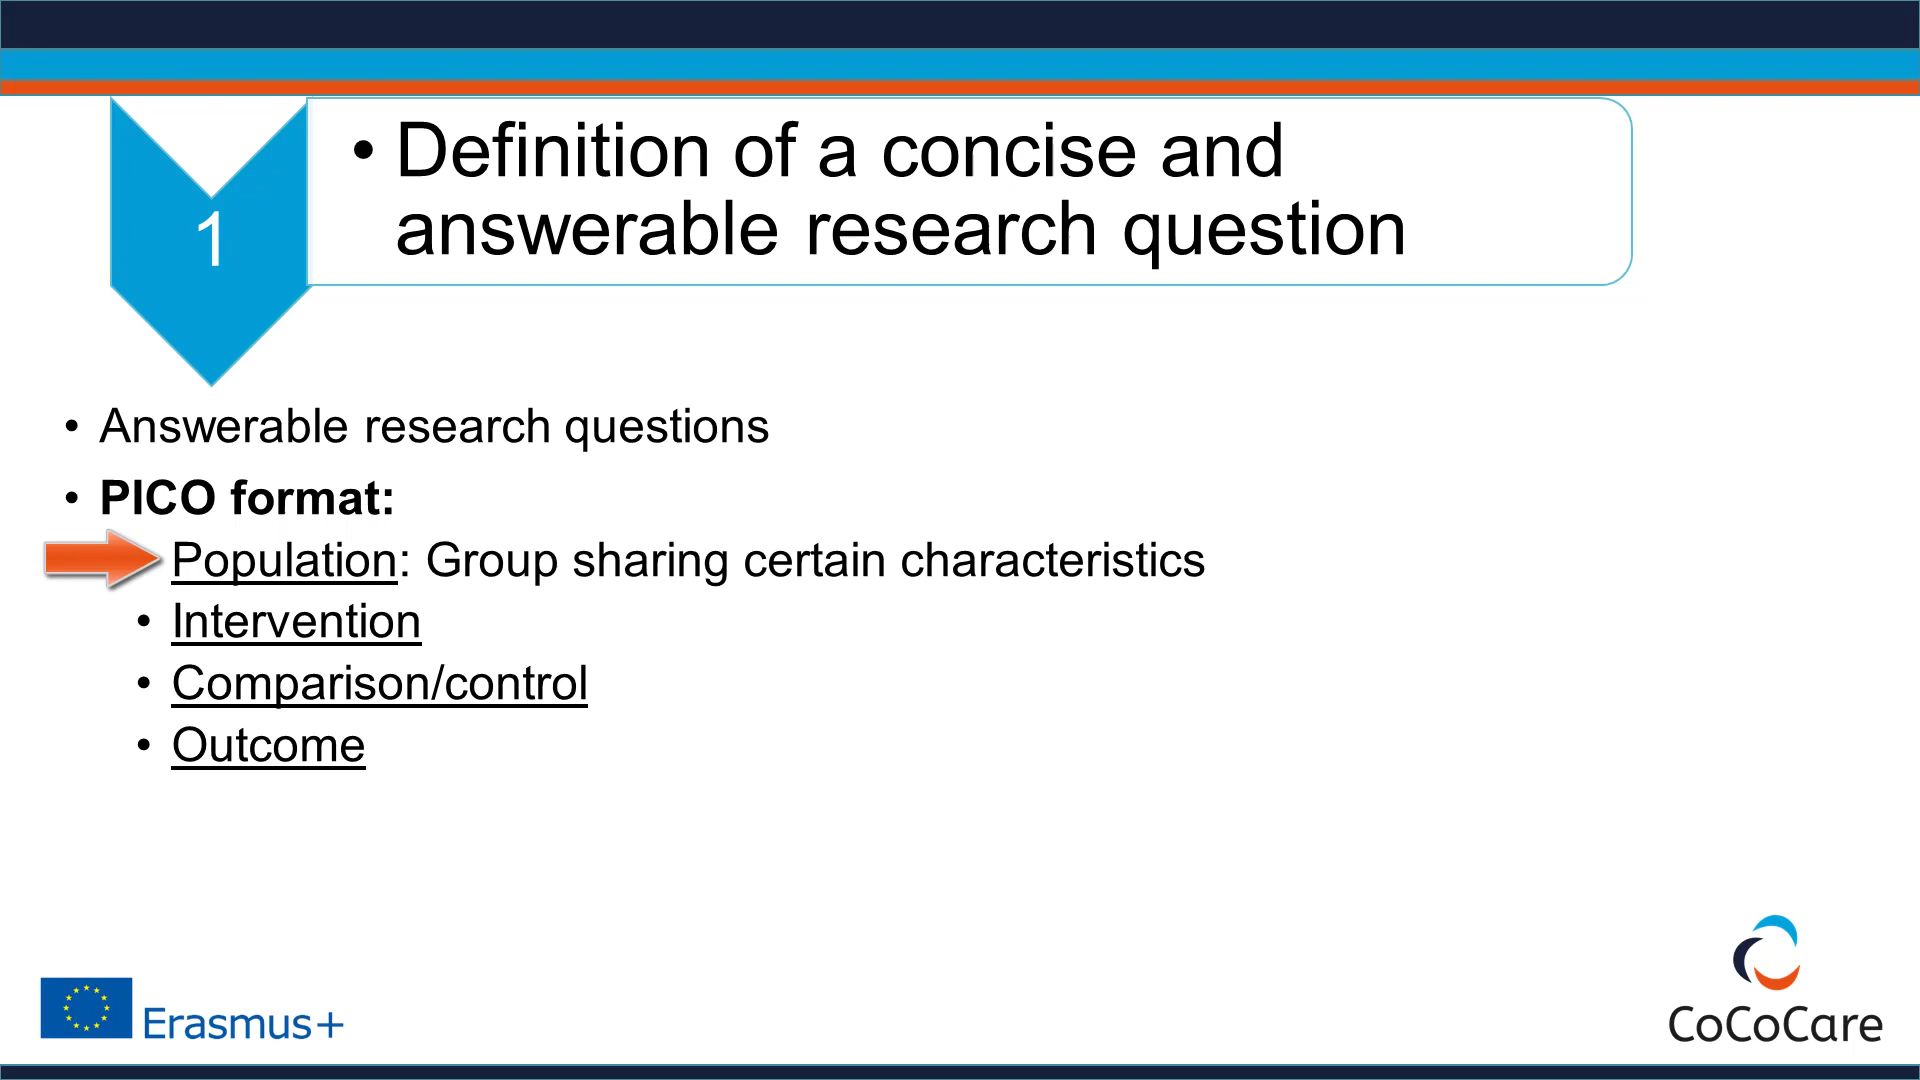 1
• Definition of a concise and
answerable research question
• Answerable research questions
• PICO format:
Population: Group sharing certain characteristics
• Intervention
• Comparison/control
• Outcome
Erasmus+
CoCoCare